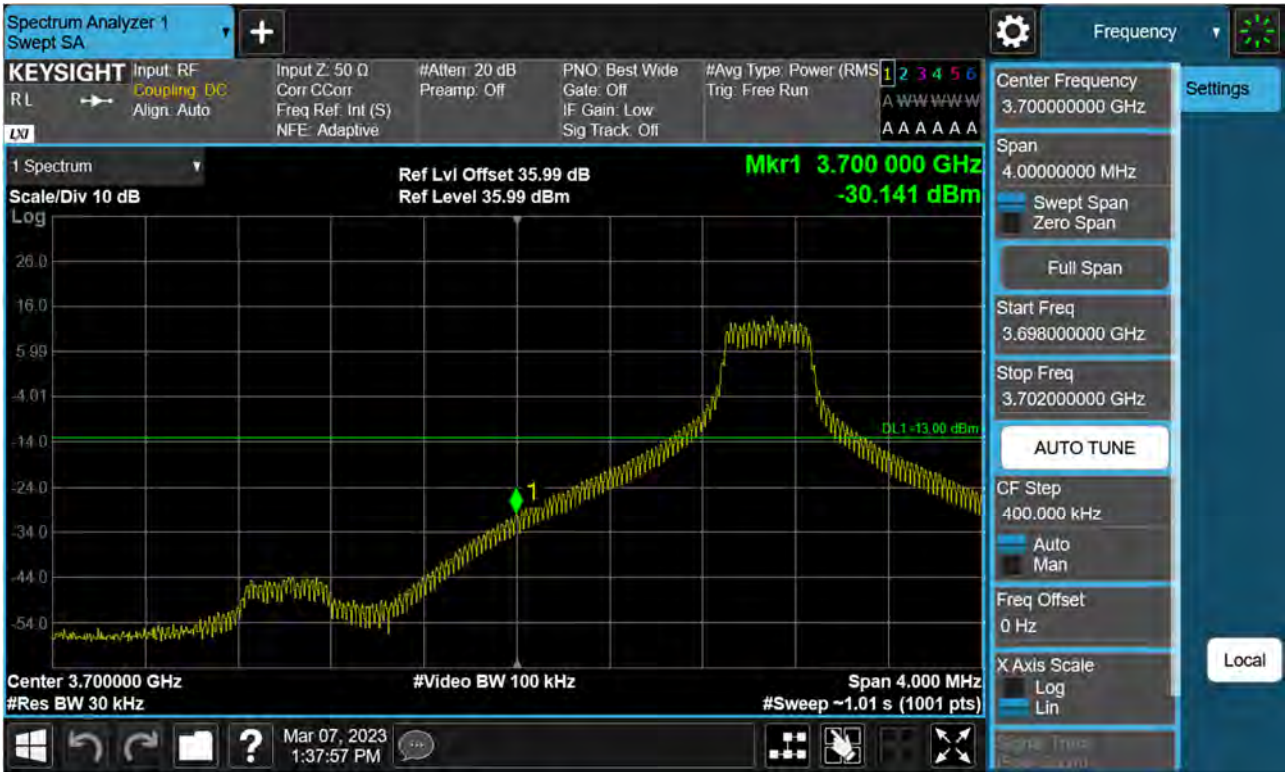 Spectrum Analyzer 1
Swept SA
+
Frequency
KEYSIGHT
RL
LXI
Input: RF
Coupling: DC
Align: Auto
Input Z: 50 Ω
Corr CCorr
Freq Ref: Int (S)
NFE: Adaptive
#Atten: 20 dB
Preamp: Off
PNO: Best Wide
Gate: Off
IF Gain: Low
Sig Track: Off
#Avg Type: Power (RMS
Trig: Free Run
1 2 3 4 5 6
A W W W W W
A A A A A A
1 Spectrum
Scale/Div 10 dB
Ref Lvl Offset 35.99 dB
Ref Level 35.99 dBm
Mkr1 3.700 000 GHz
-30.141 dBm
Log
26.0
16.0
5.99
-4.01
-14.0
-24.0
-34.0
-44.0
-54.0
DL1 -13.00 dBm
1
Center 3.700000 GHz
#Res BW 30 kHz
#Video BW 100 kHz
Span 4.000 MHz
#Sweep ~1.01 s (1001 pts)
?
Mar 07, 2023
1:37:57 PM
Center Frequency
3.700000000 GHz
Span
4.00000000 MHz
Swept Span
Zero Span
Full Span
Start Freq
3.698000000 GHz
Stop Freq
3.702000000 GHz
AUTO TUNE
CF Step
400.000 kHz
Auto
Man
Freq Offset
0 Hz
X Axis Scale
Log
Lin
Settings
Local